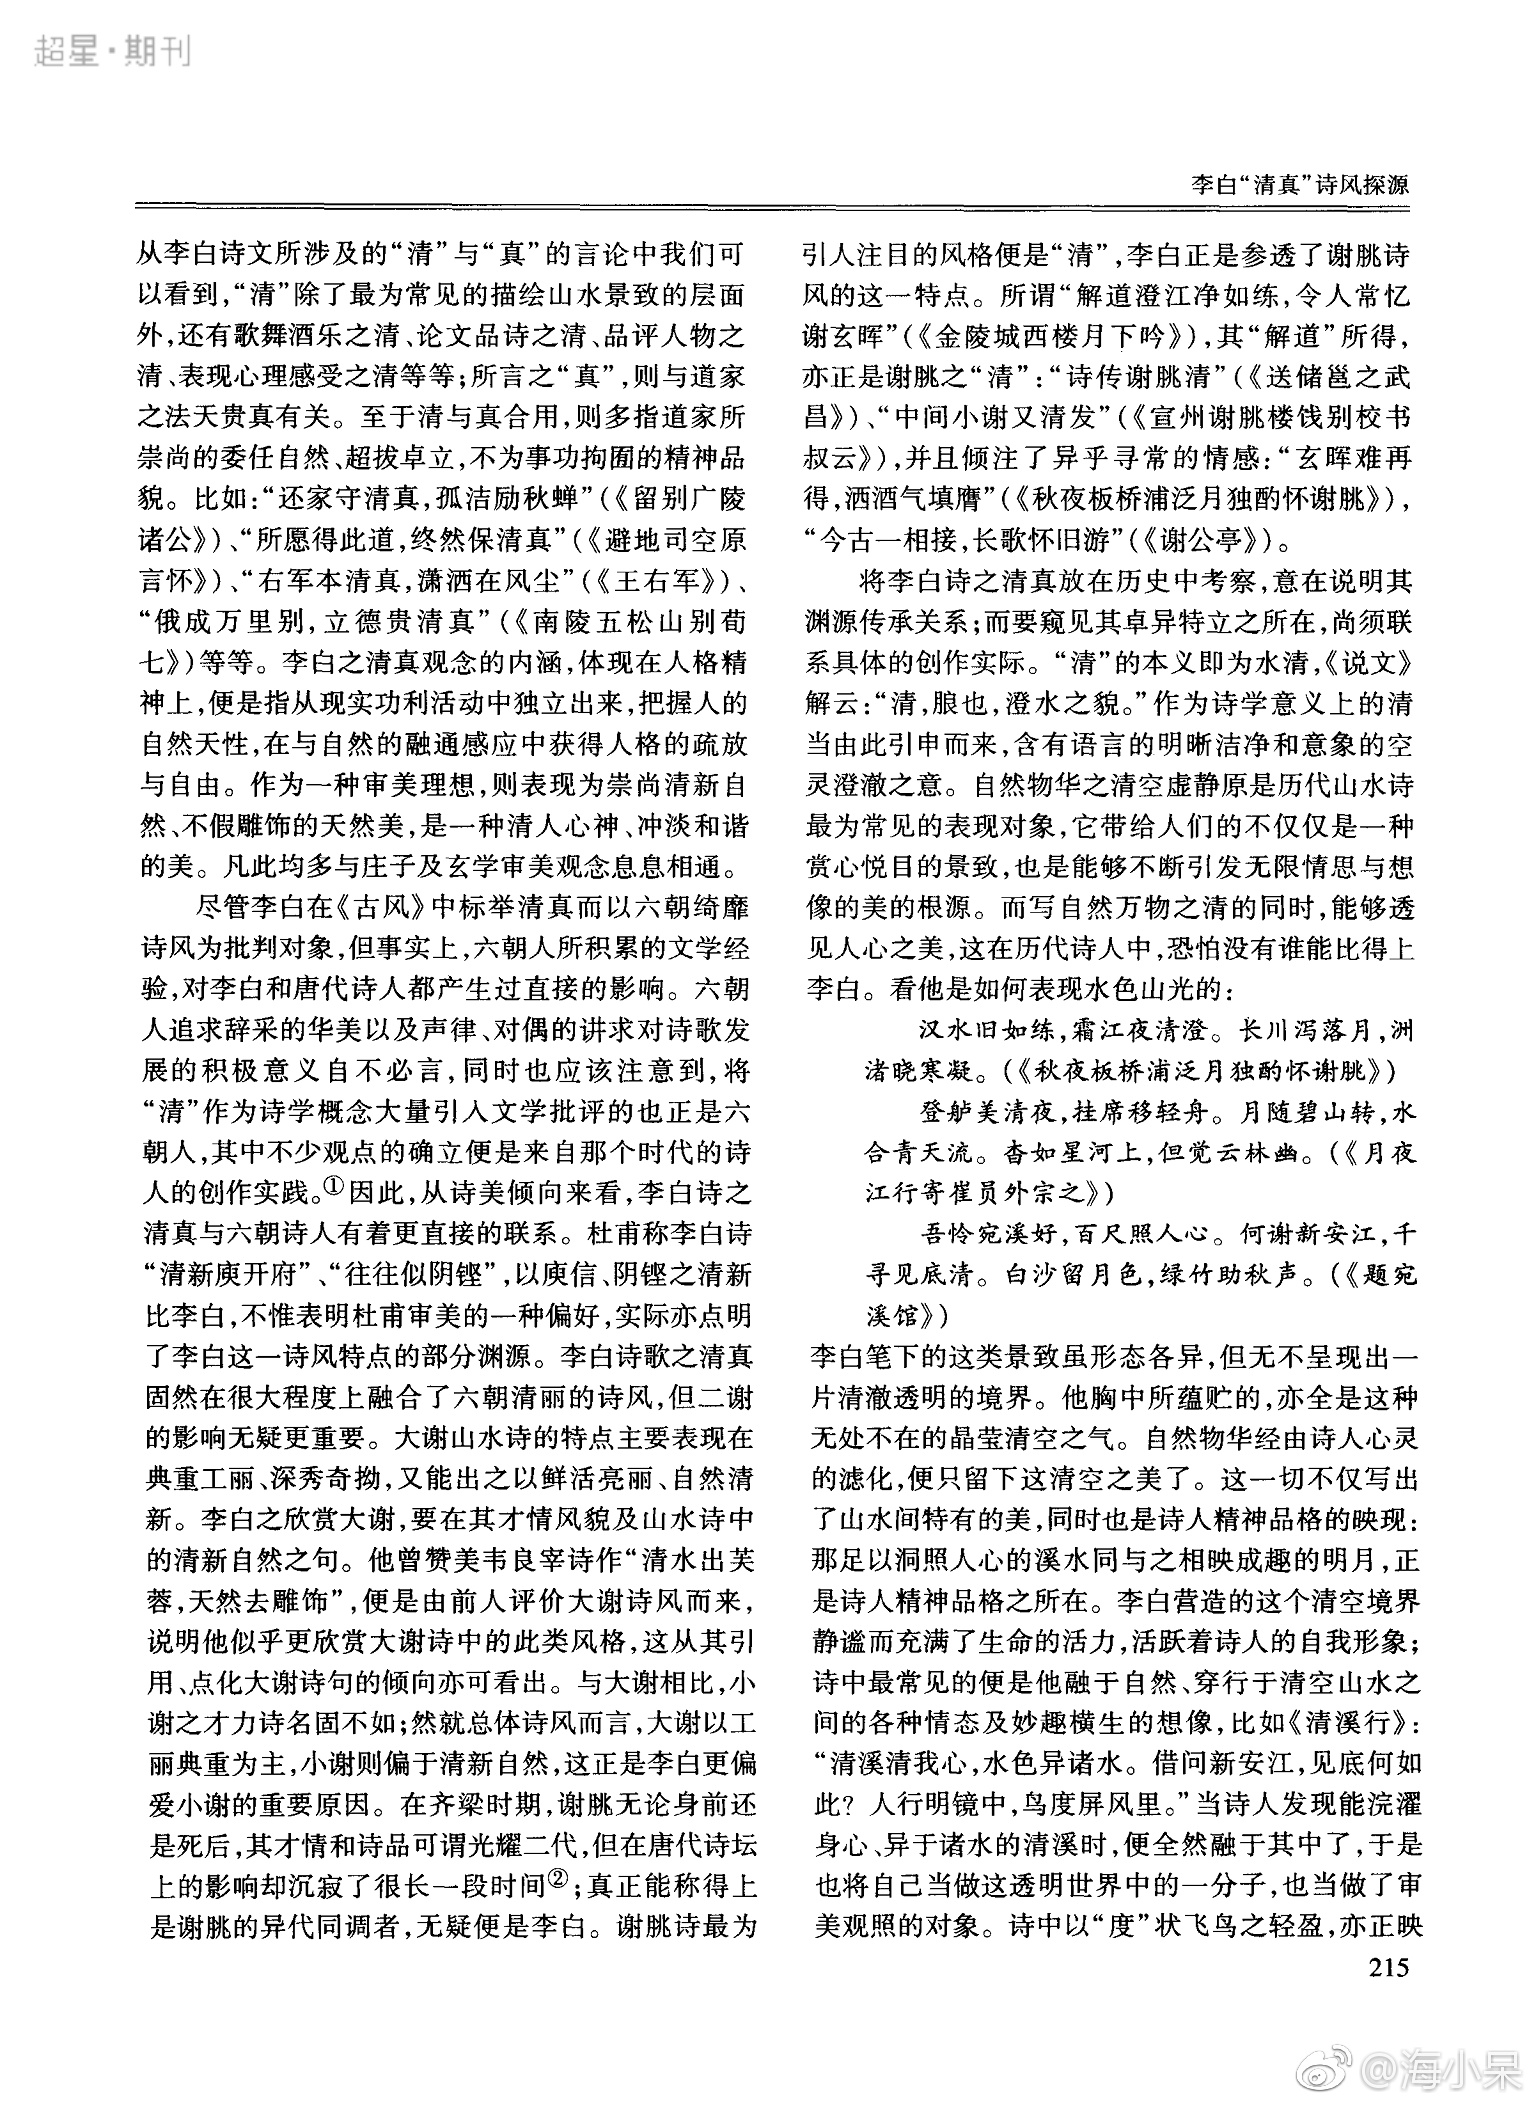 超星·期刊
李白“清真”诗风探源
从李白诗文所涉及的“清”与“真”的言论中我们可
以看到,“清”除了最为常见的描绘山水景致的层面
外,还有歌舞酒乐之清、论文品诗之清、品评人物之
清、表现心理感受之清等等;所言之“真”,则与道家
之法天贵真有关。至于清与真合用,则多指道家所
崇尚的委任自然、超拔卓立,不为事功拘囿的精神品
貌。比如:“还家守清真,孤洁励秋蝉”(《留别广陵
诸公》)、“所愿得此道,终然保清真”(《避地司空原
言怀》)、“右军本清真,潇洒在风尘”(《王右军》)、
“俄成万里别,立德贵清真”(《南陵五松山别荀
七》)等等。李白之清真观念的内涵,体现在人格精
神上,便是指从现实功利活动中独立出来,把握人的
自然天性,在与自然的融通感应中获得人格的疏放
与自由。作为一种审美理想,则表现为崇尚清新自
然、不假雕饰的天然美,是一种清人心神、冲淡和谐
的美。凡此均多与庄子及玄学审美观念息息相通。
尽管李白在《古风》中标举清真而以六朝绮靡
诗风为批判对象,但事实上,六朝人所积累的文学经
验,对李白和唐代诗人都产生过直接的影响。六朝
人追求辞采的华美以及声律、对偶的讲求对诗歌发
展的积极意义自不必言,同时也应该注意到,将
“清”作为诗学概念大量引入文学批评的也正是六
朝人,其中不少观点的确立便是来自那个时代的诗
人的创作实践。①因此,从诗美倾向来看,李白诗之
清真与六朝诗人有着更直接的联系。杜甫称李白诗
“清新庾开府”、“往往似阴铿”,以庾信、阴铿之清新
比李白,不惟表明杜甫审美的一种偏好,实际亦点明
了李白这一诗风特点的部分渊源。李白诗歌之清真
固然在很大程度上融合了六朝清丽的诗风,但二谢
的影响无疑更重要。大谢山水诗的特点主要表现在
典重工丽、深秀奇拗,又能出之以鲜活亮丽、自然清
新。李白之欣赏大谢,要在其才情风貌及山水诗中
的清新自然之句。他曾赞美韦良宰诗作“清水出芙
蓉,天然去雕饰”,便是由前人评价大谢诗风而来,
说明他似乎更欣赏大谢诗中的此类风格,这从其引
用、点化大谢诗句的倾向亦可看出。与大谢相比,小
谢之才力诗名固不如;然就总体诗风而言,大谢以工
丽典重为主,小谢则偏于清新自然,这正是李白更偏
爱小谢的重要原因。在齐梁时期,谢朓无论身前还
是死后,其才情和诗品可谓光耀二代,但在唐代诗坛
上的影响却沉寂了很长一段时间②;真正能称得上
是谢朓的异代同调者,无疑便是李白。谢朓诗最为
引人注目的风格便是“清”,李白正是参透了谢朓诗
风的这一特点。所谓“解道澄江净如练,令人常忆
谢玄晖”(《金陵城西楼月下吟》),其“解道”所得,
亦正是谢朓之“清”:“诗传谢朓清”(《送储邕之武
昌》)、“中间小谢又清发”(《宣州谢朓楼饯别校书
叔云》),并且倾注了异乎寻常的情感:“玄晖难再
得,洒酒气填膺”(《秋夜板桥浦泛月独酌怀谢朓》),
“今古一相接,长歌怀旧游”(《谢公亭》)。
将李白诗之清真放在历史中考察,意在说明其
渊源传承关系;而要窥见其卓异特立之所在,尚须联
系具体的创作实际。“清”的本义即为水清,《说文》
解云:“清,朖也,澄水之貌。”作为诗学意义上的清
当由此引申而来,含有语言的明晰洁净和意象的空
灵澄澈之意。自然物华之清空虚静原是历代山水诗
最为常见的表现对象,它带给人们的不仅仅是一种
赏心悦目的景致,也是能够不断引发无限情思与想
像的美的根源。而写自然万物之清的同时,能够透
见人心之美,这在历代诗人中,恐怕没有谁能比得上
李白。看他是如何表现水色山光的:
汉水旧如练,霜江夜清澄。长川泻落月,洲
渚晓寒凝。(《秋夜板桥浦泛月独酌怀谢朓》)
登舻美清夜,挂席移轻舟。月随碧山转,水
合青天流。杳如星河上,但觉云林幽。(《月夜
江行寄崔员外宗之》)
吾怜宛溪好,百尺照人心。何谢新安江,千
寻见底清。白沙留月色,绿竹助秋声。(《题宛
溪馆》)
李白笔下的这类景致虽形态各异,但无不呈现出一
片清澈透明的境界。他胸中所蕴贮的,亦全是这种
无处不在的晶莹清空之气。自然物华经由诗人心灵
的滤化,便只留下这清空之美了。这一切不仅写出
了山水间特有的美,同时也是诗人精神品格的映现:
那足以洞照人心的溪水同与之相映成趣的明月,正
是诗人精神品格之所在。李白营造的这个清空境界
静谧而充满了生命的活力,活跃着诗人的自我形象;
诗中最常见的便是他融于自然、穿行于清空山水之
间的各种情态及妙趣横生的想像,比如《清溪行》:
“清溪清我心,水色异诸水。借问新安江,见底何如
此?人行明镜中,鸟度屏风里。”当诗人发现能浣濯
身心、异于诸水的清溪时,便全然融于其中了,于是
也将自己当做这透明世界中的一分子,也当做了审
美观照的对象。诗中以“度”状飞鸟之轻盈,亦正映
215
@海小呆